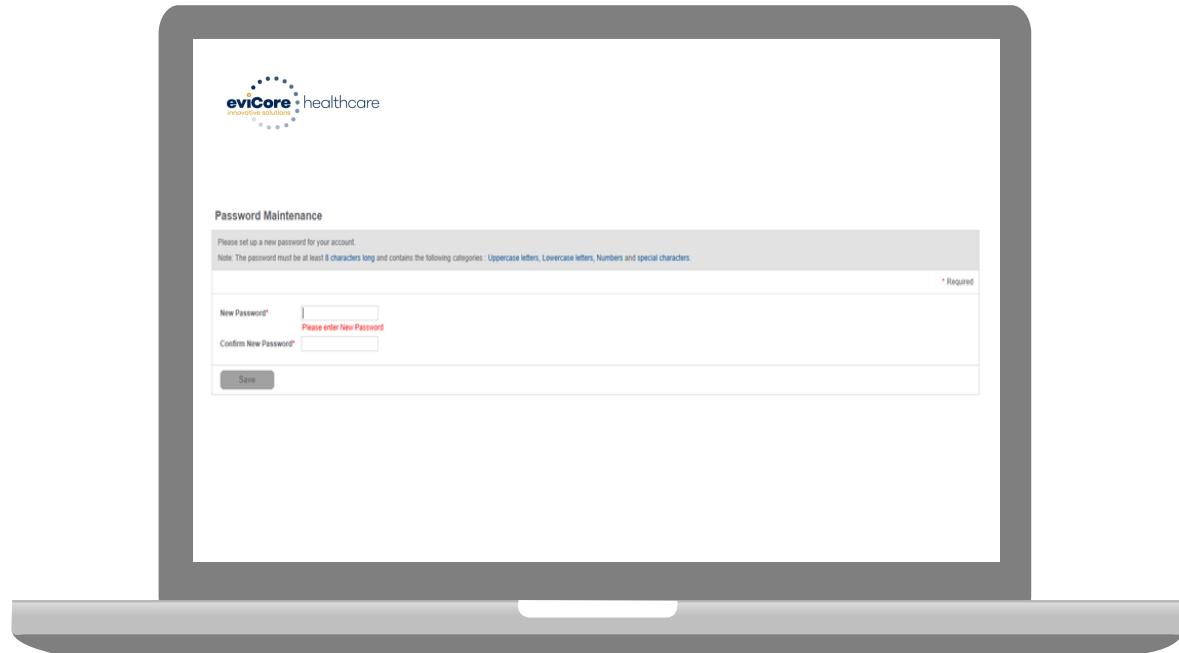 eviCore healthcare
innovative solutions
Password Maintenance
Please set up a new password for your account.
Note: The password must be at least 8 characters long and contains the following categories : Uppercase letters, Lowercase letters, Numbers and special characters.
* Required
New Password*
Please enter New Password
Confirm New Password*
Save